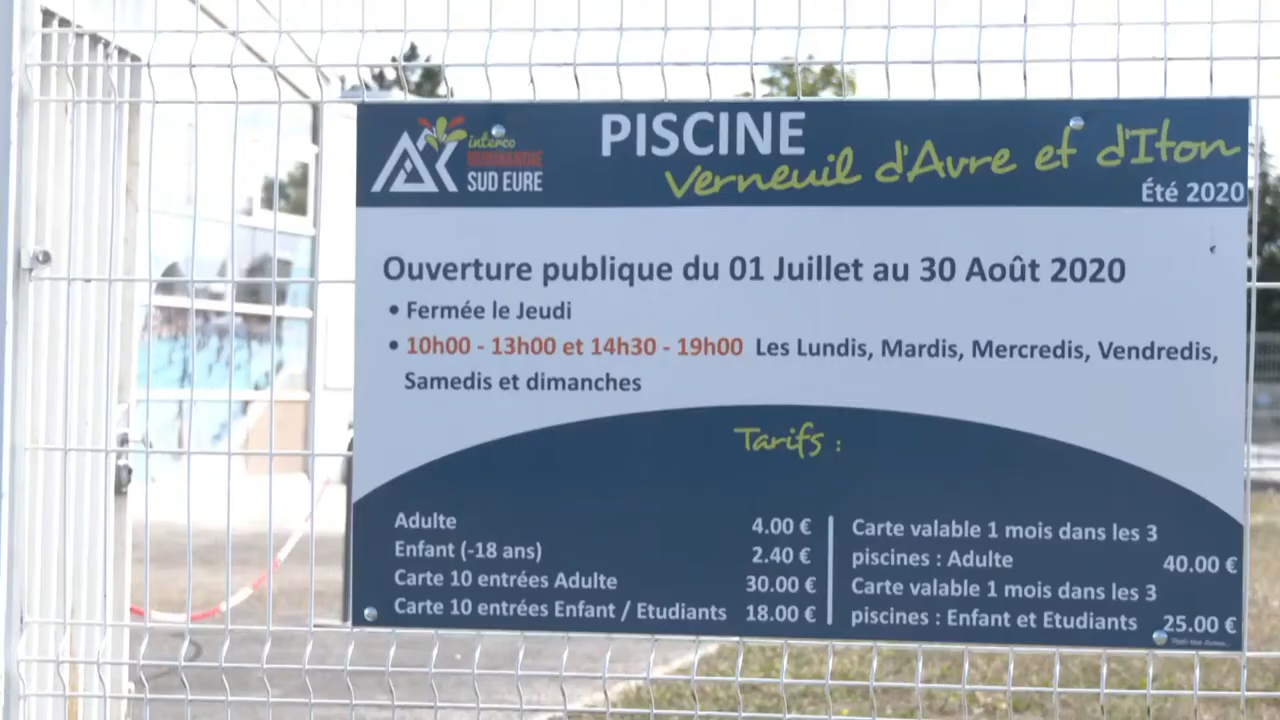 interco
NORMANDIE
SUD EURE
PISCINE
Verneuil d'Avre et d'Iton
Été 2020
Ouverture publique du 01 Juillet au 30 Août 2020
• Fermée le Jeudi
• 10h00 - 13h00 et 14h30 - 19h00 Les Lundis, Mardis, Mercredis, Vendredis,
Samedis et dimanches
Tarifs :
Adulte 4.00 €
Enfant (-18 ans) 2.40 €
Carte 10 entrées Adulte 30.00 €
Carte 10 entrées Enfant / Etudiants 18.00 €
Carte valable 1 mois dans les 3
piscines : Adulte 40.00 €
Carte valable 1 mois dans les 3
piscines : Enfant et Etudiants 25.00 €